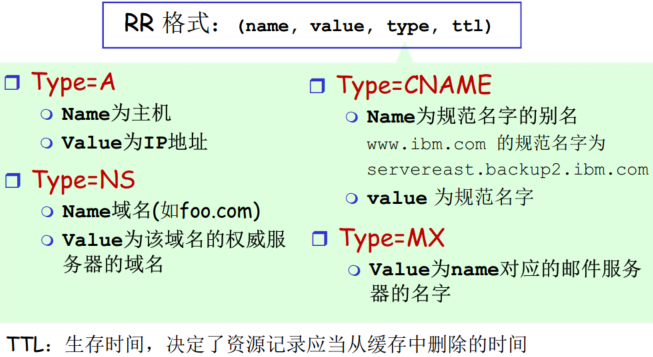 RR 格式：(name, value, type, ttl)
Type=A
Name为主机
Value为IP地址
Type=NS
Name域名(如foo.com)
Value为该域名的权威服
务器的域名
Type=CNAME
Name为规范名字的别名
www.ibm.com 的规范名字为
servereast.backup2.ibm.com
value 为规范名字
Type=MX
Value为name对应的邮件服务
器的名字
TTL：生存时间，决定了资源记录应当从缓存中删除的时间